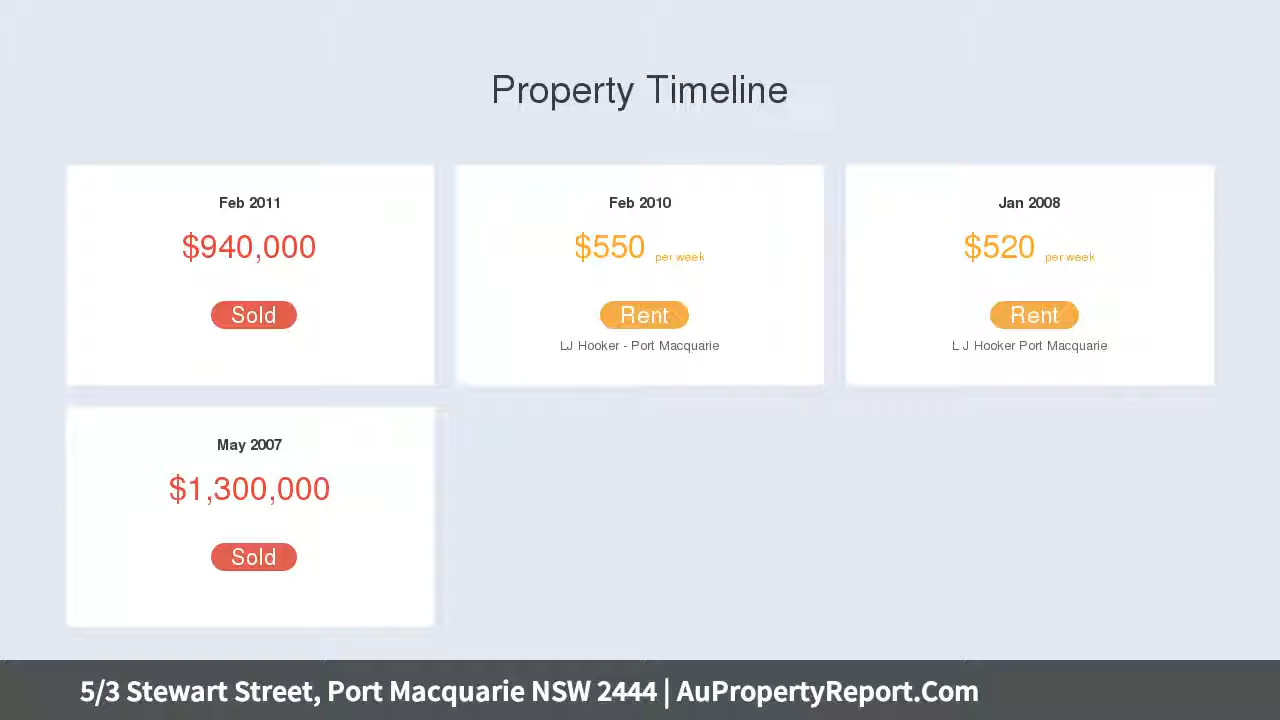 Property Timeline
Feb 2011
$940,000
Sold
Feb 2010
$550 per week
Rent
LJ Hooker - Port Macquarie
Jan 2008
$520 per week
Rent
L J Hooker Port Macquarie
May 2007
$1,300,000
Sold
5/3 Stewart Street, Port Macquarie NSW 2444 | AuPropertyReport.Com